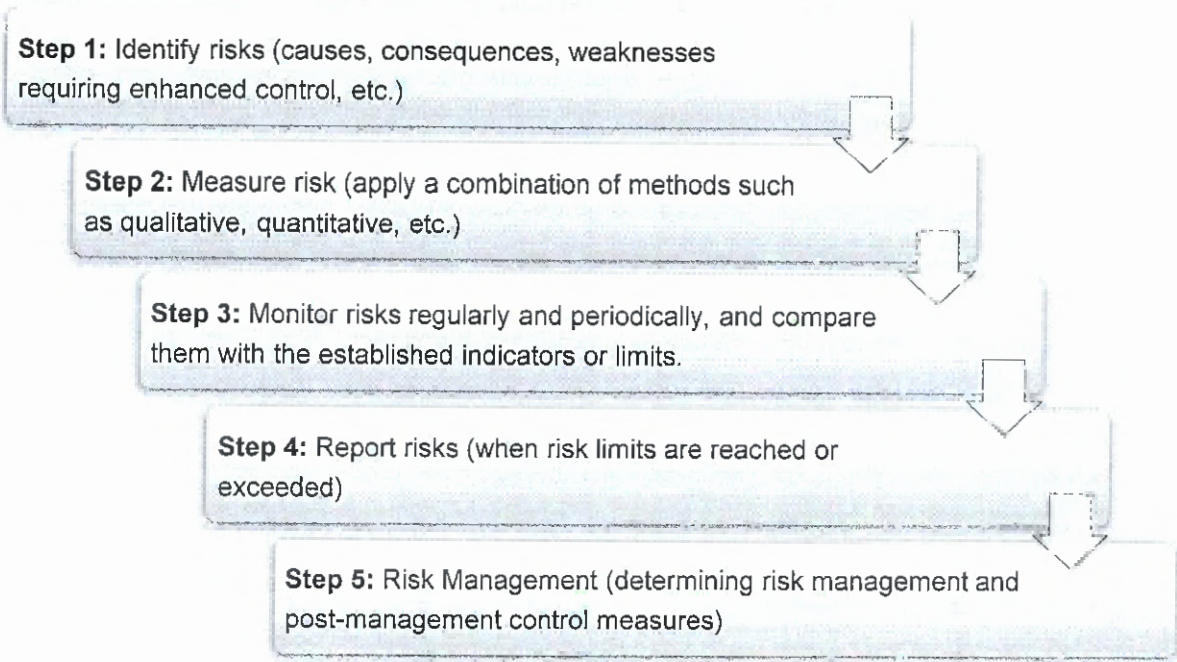 Step 1: Identify risks (causes, consequences, weaknesses
requiring enhanced control, etc.)
Step 2: Measure risk (apply a combination of methods such
as qualitative, quantitative, etc.)
Step 3: Monitor risks regularly and periodically, and compare
them with the established indicators or limits.
Step 4: Report risks (when risk limits are reached or
exceeded)
Step 5: Risk Management (determining risk management and
post-management control measures)